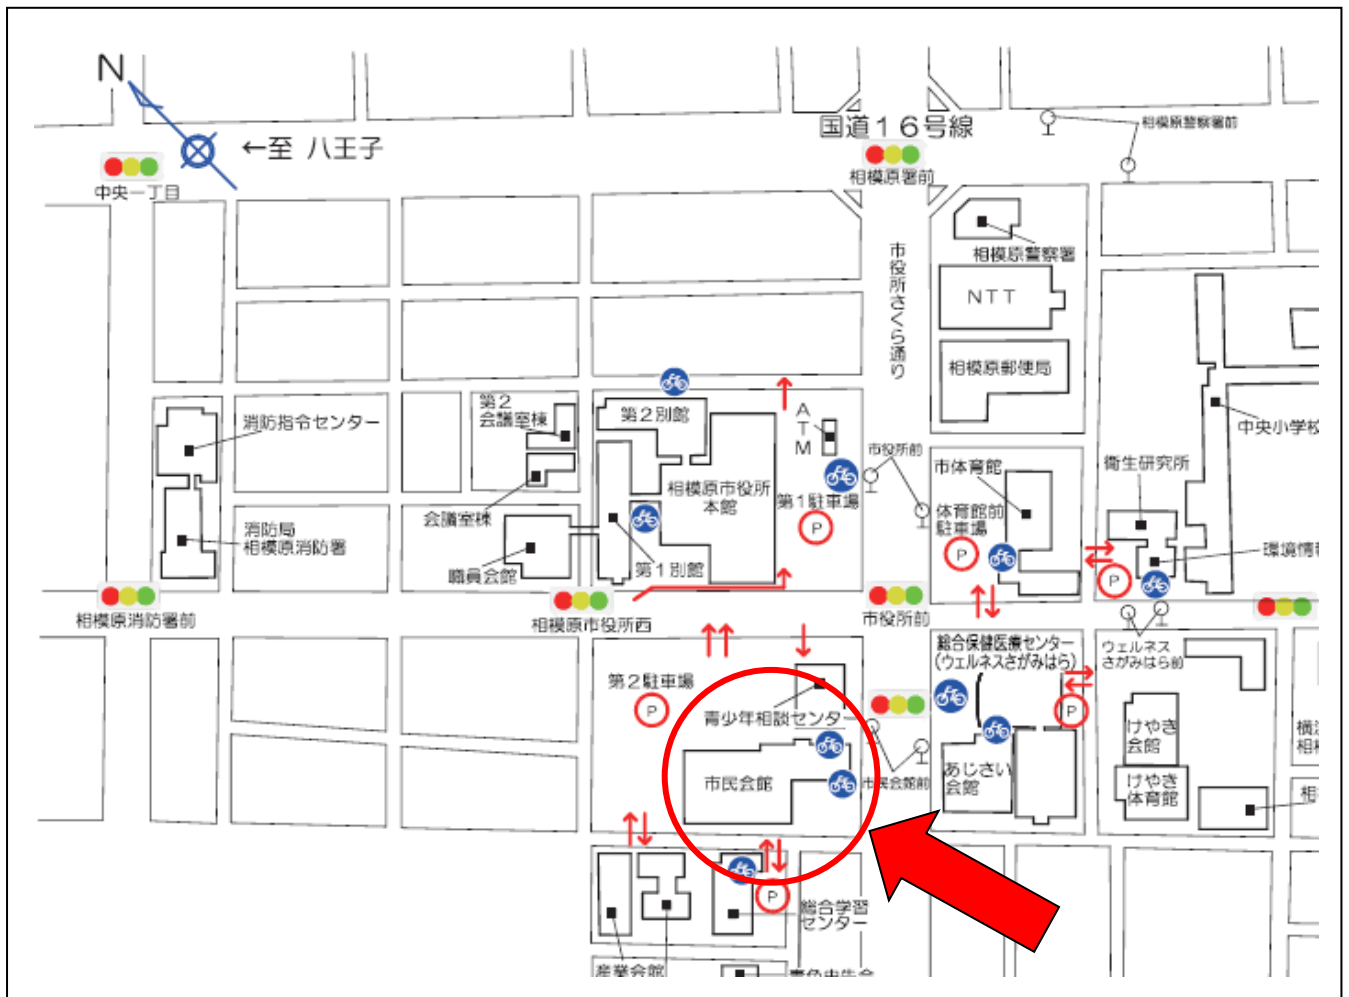 N
←至 八王子
国道16号線
相模原警察署前
中央一丁目
相模原署前
市役所さくら通り
相模原警察署
NTT
相模原郵便局
第2
会議室棟
第2別館
ATM
消防指令センター
中央小学校
市役所前
市体育館
衛生研究所
相模原市役所
本館
第1駐車場
P
体育館前
駐車場
P
会議室棟
消防局
相模原消防署
環境情
職員会館
第1別館
P
相模原消防署前
相模原市役所西
市役所前
総合保健医療センター
(ウェルネスさがみはら)
ウェルネス
さがみはら前
第2駐車場
P
青少年相談センター
P
けやき
会館
市民会館
市民会館前
あじさい
会館
けやき
体育館
相
P
総合学習
センター
産業会館